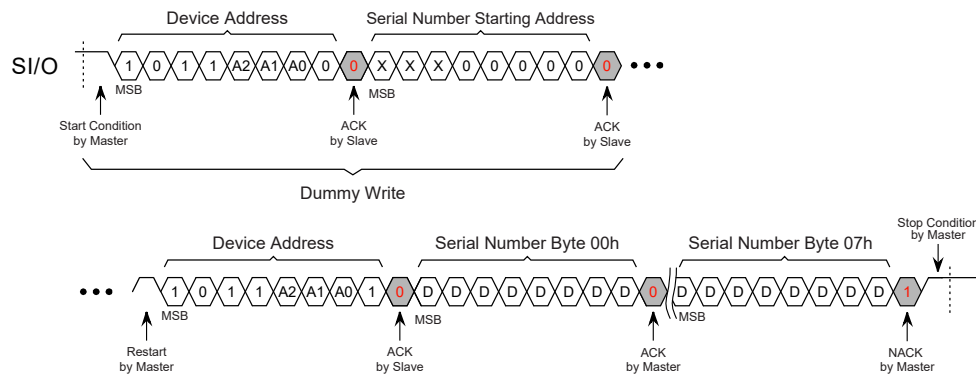 Device Address
Serial Number Starting Address
SI/O
1 0 1 1 A2 A1 A0 0 0 X X X 0 0 0 0 0 0 •••
MSB
MSB
Start Condition
by Master
ACK
by Slave
ACK
by Slave
Dummy Write
Device Address
Serial Number Byte 00h
Serial Number Byte 07h
Stop Condition
by Master
••• 1 0 1 1 A2 A1 A0 1 0 D D D D D D D D 0 D D D D D D D D 1
MSB
MSB
MSB
Restart
by Master
ACK
by Slave
ACK
by Master
NACK
by Master